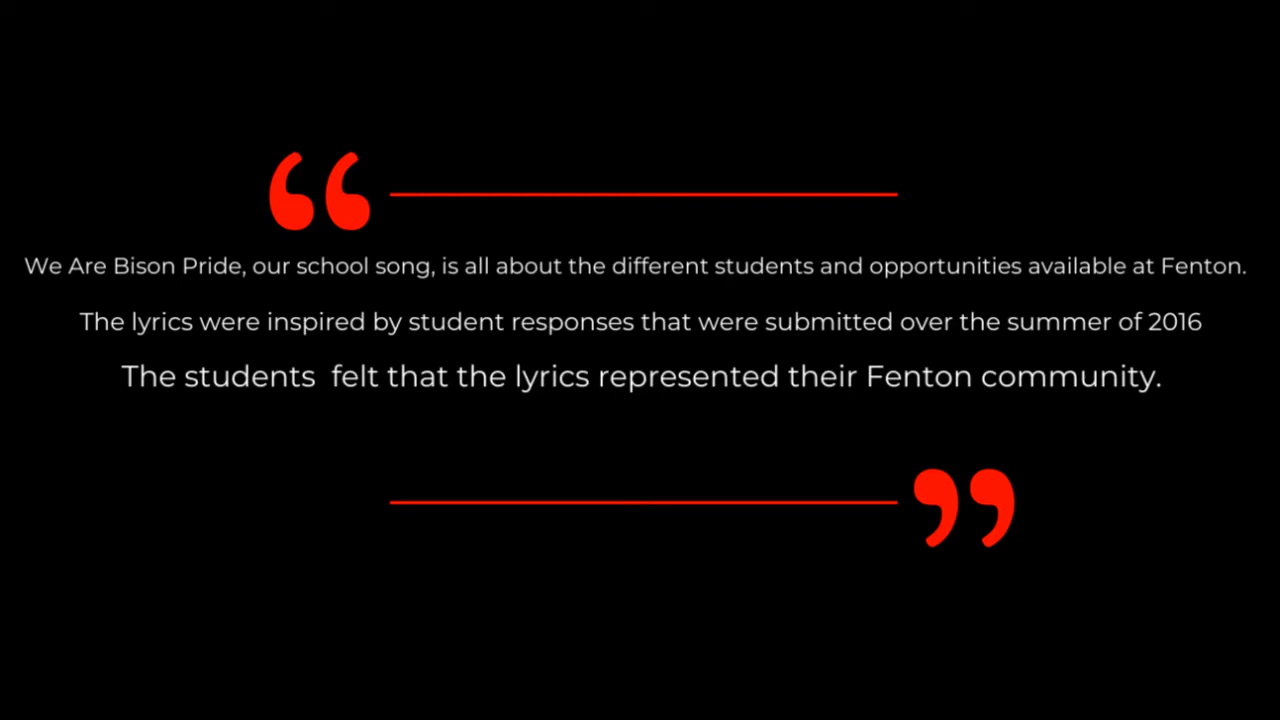 We Are Bison Pride, our school song, is all about the different students and opportunities available at Fenton.
The lyrics were inspired by student responses that were submitted over the summer of 2016
The students  felt that the lyrics represented their Fenton community.